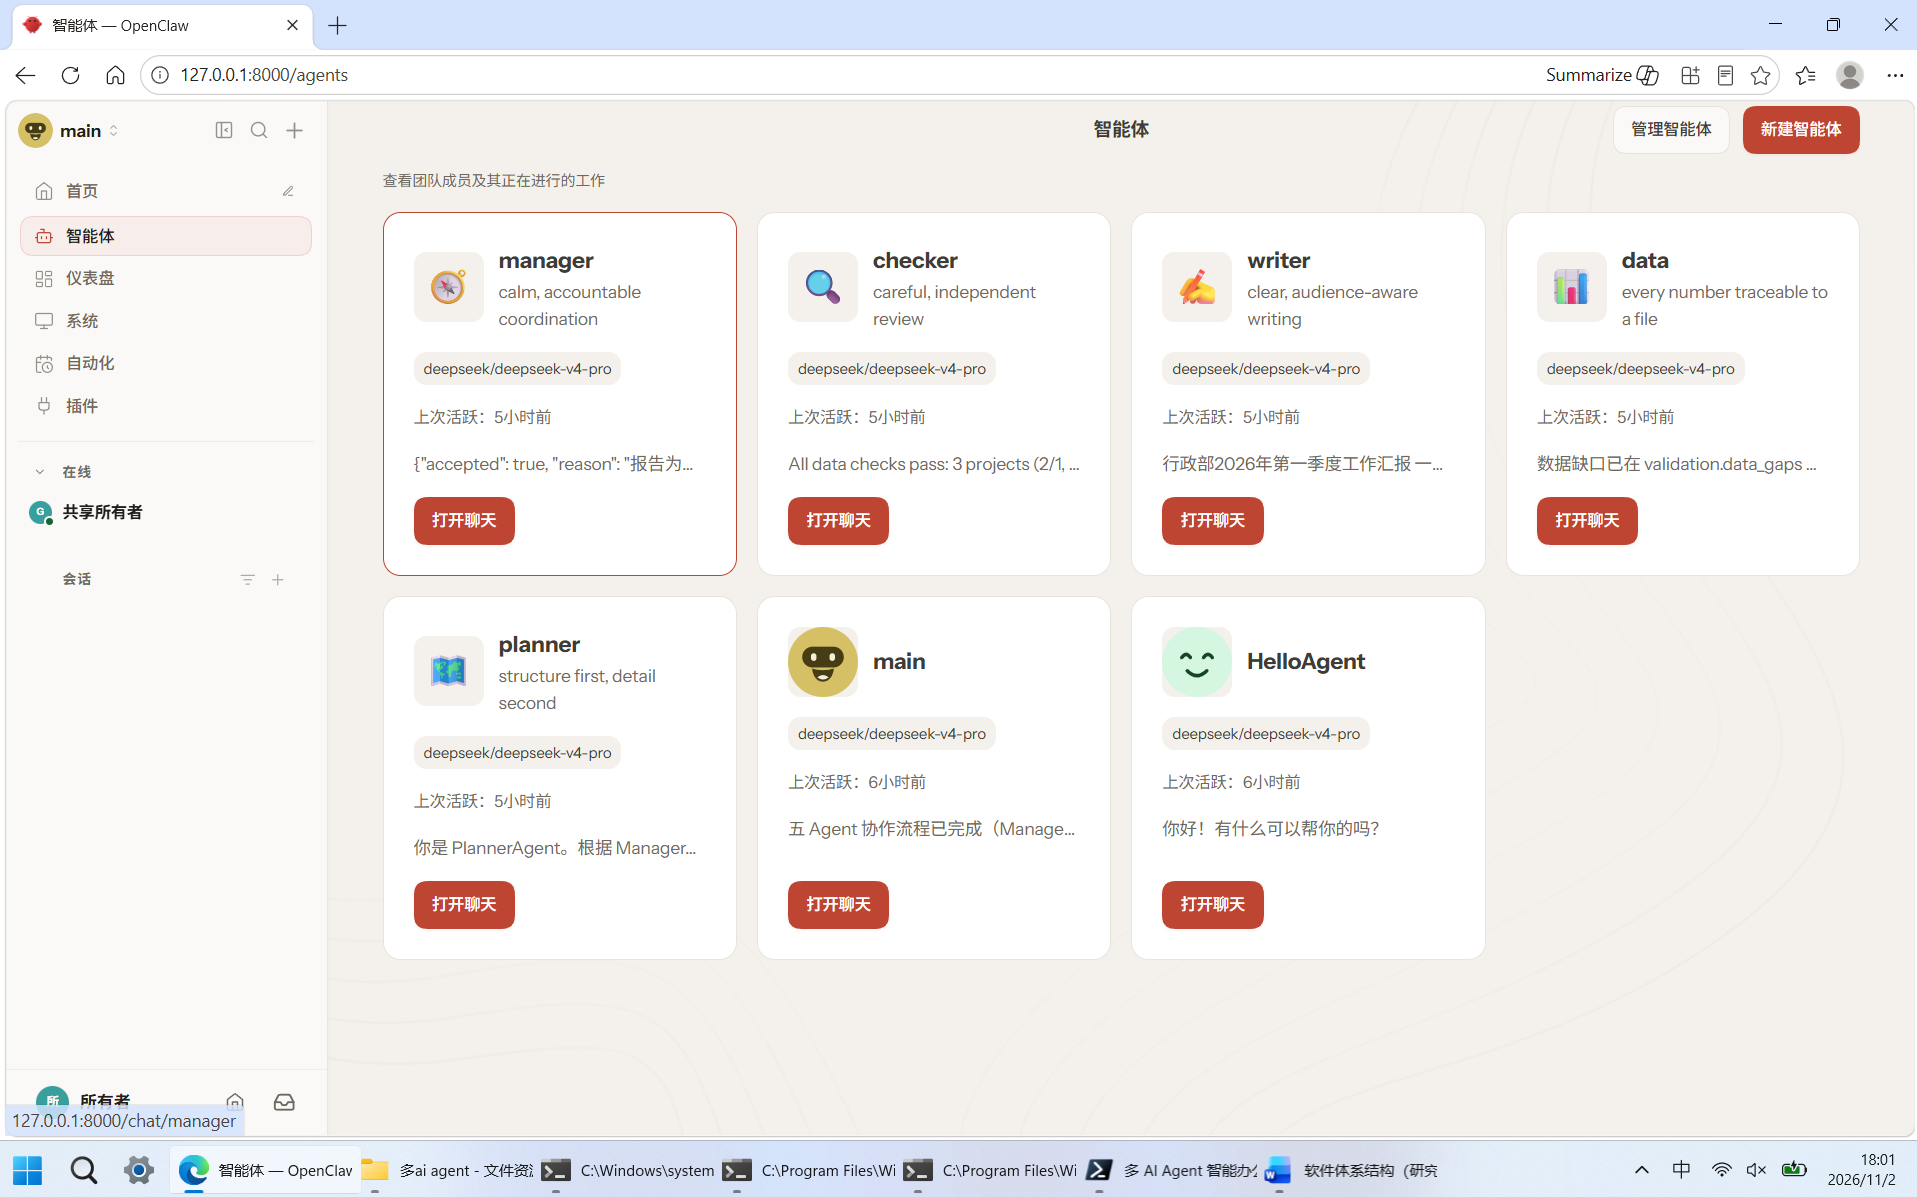 智能体 — OpenClaw
127.0.0.1:8000/agents
Summarize
main
智能体
管理智能体
新建智能体
首页
智能体
仪表盘
系统
自动化
插件
在线
G
共享所有者
会话
查看团队成员及其正在进行的工作
manager
calm, accountable
coordination
deepseek/deepseek-v4-pro
上次活跃：5小时前
{"accepted": true, "reason": "报告为...
打开聊天
checker
careful, independent
review
deepseek/deepseek-v4-pro
上次活跃：5小时前
All data checks pass: 3 projects (2/1, ...
打开聊天
writer
clear, audience-aware
writing
deepseek/deepseek-v4-pro
上次活跃：5小时前
行政部2026年第一季度工作汇报 一...
打开聊天
data
every number traceable to
a file
deepseek/deepseek-v4-pro
上次活跃：5小时前
数据缺口已在 validation.data_gaps ...
打开聊天
planner
structure first, detail
second
deepseek/deepseek-v4-pro
上次活跃：5小时前
你是 PlannerAgent。根据 Manager...
打开聊天
main
deepseek/deepseek-v4-pro
上次活跃：6小时前
五 Agent 协作流程已完成（Manage...
打开聊天
HelloAgent
deepseek/deepseek-v4-pro
上次活跃：6小时前
你好！有什么可以帮你的吗？
打开聊天
所
所有者
127.0.0.1:8000/chat/manager
智能体 — OpenClaw
多ai agent - 文件资源
C:\Windows\system
C:\Program Files\Wi
C:\Program Files\Wi
多 AI Agent 智能办公
软件体系结构（研究
中
18:01
2026/11/2